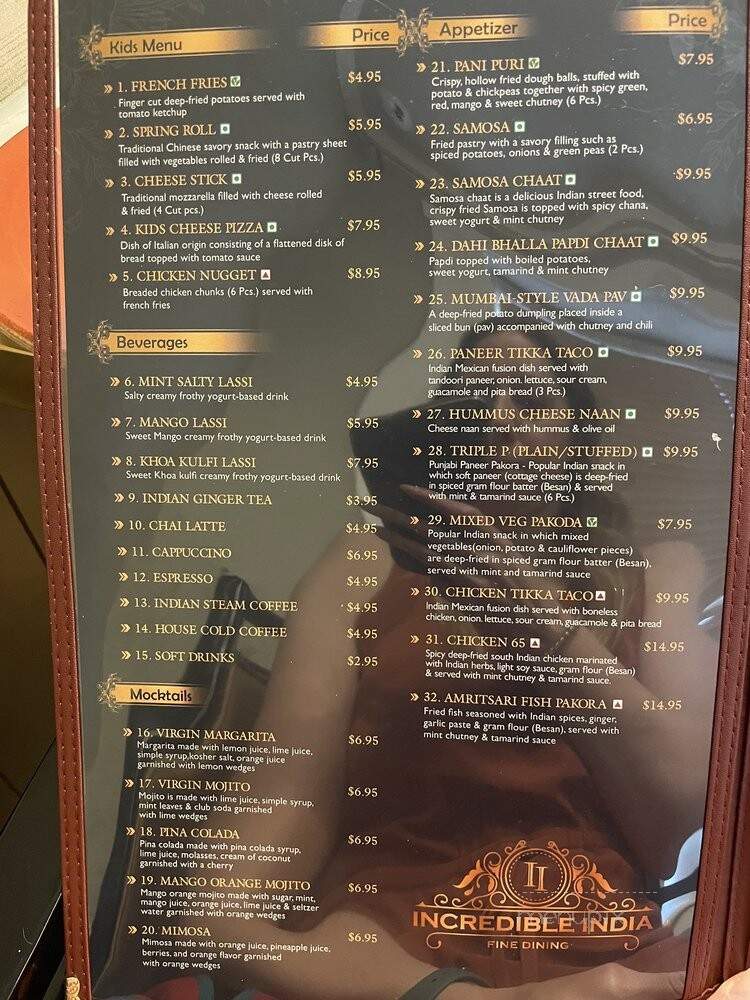 Kids Menu Price
1. FRENCH FRIES $4.95
Finger cut deep-fried potatoes served with
tomato ketchup
2. SPRING ROLL $5.95
Traditional Chinese savory snack with a pastry sheet
filled with vegetables rolled & fried (8 Cut Pcs.)
3. CHEESE STICK $5.95
Traditional mozzarella filled with cheese rolled
& fried (4 Cut pcs.)
4. KIDS CHEESE PIZZA $7.95
Dish of Italian origin consisting of a flattened disk of
bread topped with tomato sauce
5. CHICKEN NUGGET $8.95
Breaded chicken chunks (6 Pcs.) served with
french fries
Beverages
6. MINT SALTY LASSI $4.95
Salty creamy frothy yogurt-based drink
7. MANGO LASSI $5.95
Sweet Mango creamy frothy yogurt-based drink
8. KHOA KULFI LASSI $7.95
Sweet Khoa kulfi creamy frothy yogurt-based drink
9. INDIAN GINGER TEA $3.95
10. CHAI LATTE $4.95
11. CAPPUCCINO $6.95
12. ESPRESSO $4.95
13. INDIAN STEAM COFFEE $4.95
14. HOUSE COLD COFFEE $4.95
15. SOFT DRINKS $2.95
Mocktails
16. VIRGIN MARGARITA $6.95
Margarita made with lemon juice, lime juice,
simple syrup,kosher salt, orange juice
garnished with lemon wedges
17. VIRGIN MOJITO $6.95
Mojito is made with lime juice, simple syrup,
mint leaves & club soda garnished
with lime wedges
18. PINA COLADA $6.95
Pina colada made with pina colada syrup,
lime juice, molasses, cream of coconut
garnished with a cherry
19. MANGO ORANGE MOJITO $6.95
Mango orange mojito made with sugar, mint,
mango juice, orange juice, lime juice & seltzer
water garnished with orange wedges
20. MIMOSA $6.95
Mimosa made with orange juice, pineapple juice,
berries, and orange flavor garnished
with orange wedges
Appetizer Price
21. PANI PURI $7.95
Crispy, hollow fried dough balls, stuffed with
potato & chickpeas together with spicy green,
red, mango & sweet chutney (6 Pcs.)
22. SAMOSA $6.95
Fried pastry with a savory filling such as
spiced potatoes, onions & green peas (2 Pcs.)
23. SAMOSA CHAAT $9.95
Samosa chaat is a delicious Indian street food,
crispy fried Samosa is topped with spicy chana,
sweet yogurt & mint chutney
24. DAHI BHALLA PAPDI CHAAT $9.95
Papdi topped with boiled potatoes,
sweet yogurt, tamarind & mint chutney
25. MUMBAI-STYLE VADA PAV $9.95
A deep-fried potato dumpling placed inside a
sliced bun (pav) accompanied with chutney and chili
26. PANEER TIKKA TACO $9.95
Indian Mexican fusion dish served with
tandoori paneer, onion, lettuce, sour cream,
guacamole and pita bread (3 Pcs.)
27. HUMMUS CHEESE NAAN $9.95
Cheese naan served with hummus & olive oil
28. TRIPLE P (PLAIN/STUFFED) $9.95
Punjabi Paneer Pakora - Popular Indian snack in
which soft paneer (cottage cheese) is deep-fried
in spiced gram flour batter (Besan) & served
with mint & tamarind sauce (6 Pcs.)
29. MIXED VEG PAKODA $7.95
Popular Indian snack in which mixed
vegetables(onion, potato & cauliflower pieces)
are deep-fried in spiced gram flour batter (Besan),
served with mint and tamarind sauce
30. CHICKEN TIKKA TACO $9.95
Indian Mexican fusion dish served with boneless
chicken, onion, lettuce, sour cream, guacamole & pita bread
31. CHICKEN 65 $14.95
Spicy deep-fried south Indian chicken marinated
with Indian herbs, light soy sauce, gram flour (Besan)
& served with mint chutney & tamarind sauce.
32. AMRITSARI FISH PAKORA $14.95
Fried fish seasoned with Indian spices, ginger,
garlic paste & gram flour (Besan), served with
mint chutney & tamarind sauce
II
INCREDIBLE INDIA
FINE DINING